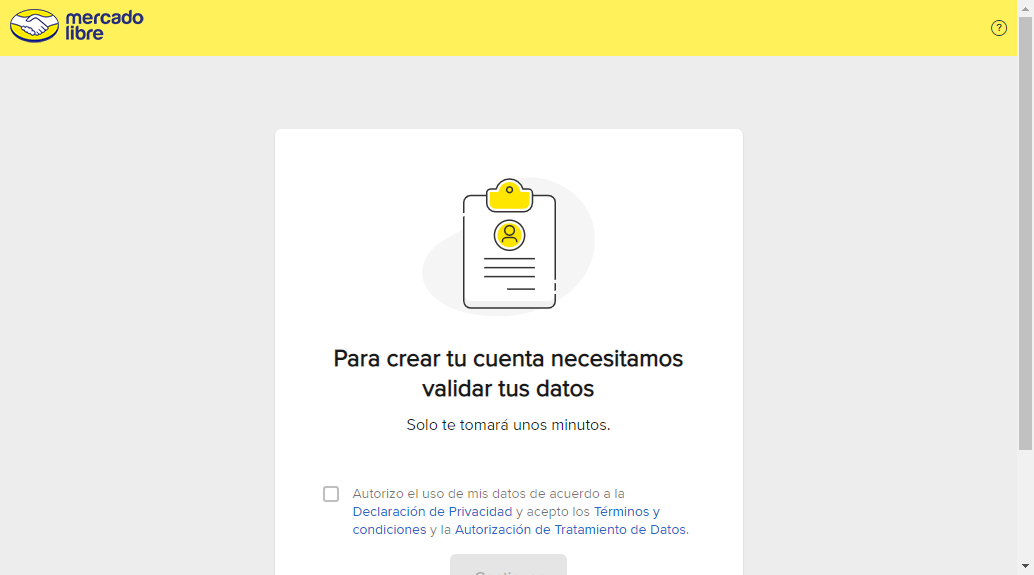 mercado
libre
?
Para crear tu cuenta necesitamos
validar tus datos
Solo te tomará unos minutos.
Autorizo el uso de mis datos de acuerdo a la
Declaración de Privacidad y acepto los Términos y
condiciones y la Autorización de Tratamiento de Datos.